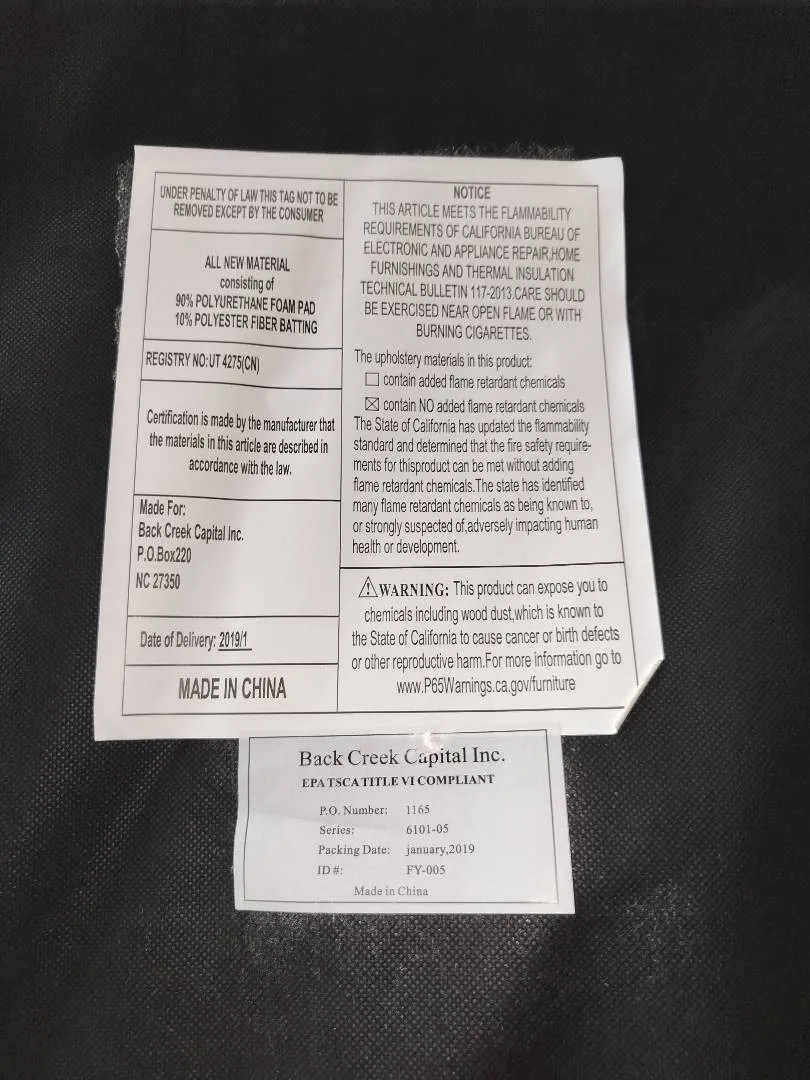 UNDER PENALTY OF LAW THIS TAG NOT TO BE
REMOVED EXCEPT BY THE CONSUMER
ALL NEW MATERIAL
consisting of
90% POLYURETHANE FOAM PAD
10% POLYESTER FIBER BATTING
REGISTRY NO:UT 4275(CN)
Certification is made by the manufacturer that
the materials in this article are described in
accordance with the law.
Made For:
Back Creek Capital Inc.
P.O.Box220
NC 27350
Date of Delivery: 2019/1
MADE IN CHINA
NOTICE
THIS ARTICLE MEETS THE FLAMMABILITY
REQUIREMENTS OF CALIFORNIA BUREAU OF
ELECTRONIC AND APPLIANCE REPAIR,HOME
FURNISHINGS AND THERMAL INSULATION
TECHNICAL BULLETIN 117-2013.CARE SHOULD
BE EXERCISED NEAR OPEN FLAME OR WITH
BURNING CIGARETTES.
The upholstery materials in this product:
☐ contain added flame retardant chemicals
☒ contain NO added flame retardant chemicals
The State of California has updated the flammability
standard and determined that the fire safety require-
ments for thisproduct can be met without adding
flame retardant chemicals.The state has identified
many flame retardant chemicals as being known to,
or strongly suspected of,adversely impacting human
health or development.
⚠WARNING: This product can expose you to
chemicals including wood dust,which is known to
the State of California to cause cancer or birth defects
or other reproductive harm.For more information go to
www.P65Warnings.ca.gov/furniture
Back Creek Capital Inc.
EPA TSCA TITLE VI COMPLIANT
P.O. Number: 1165
Series: 6101-05
Packing Date: january,2019
ID #: FY-005
Made in China